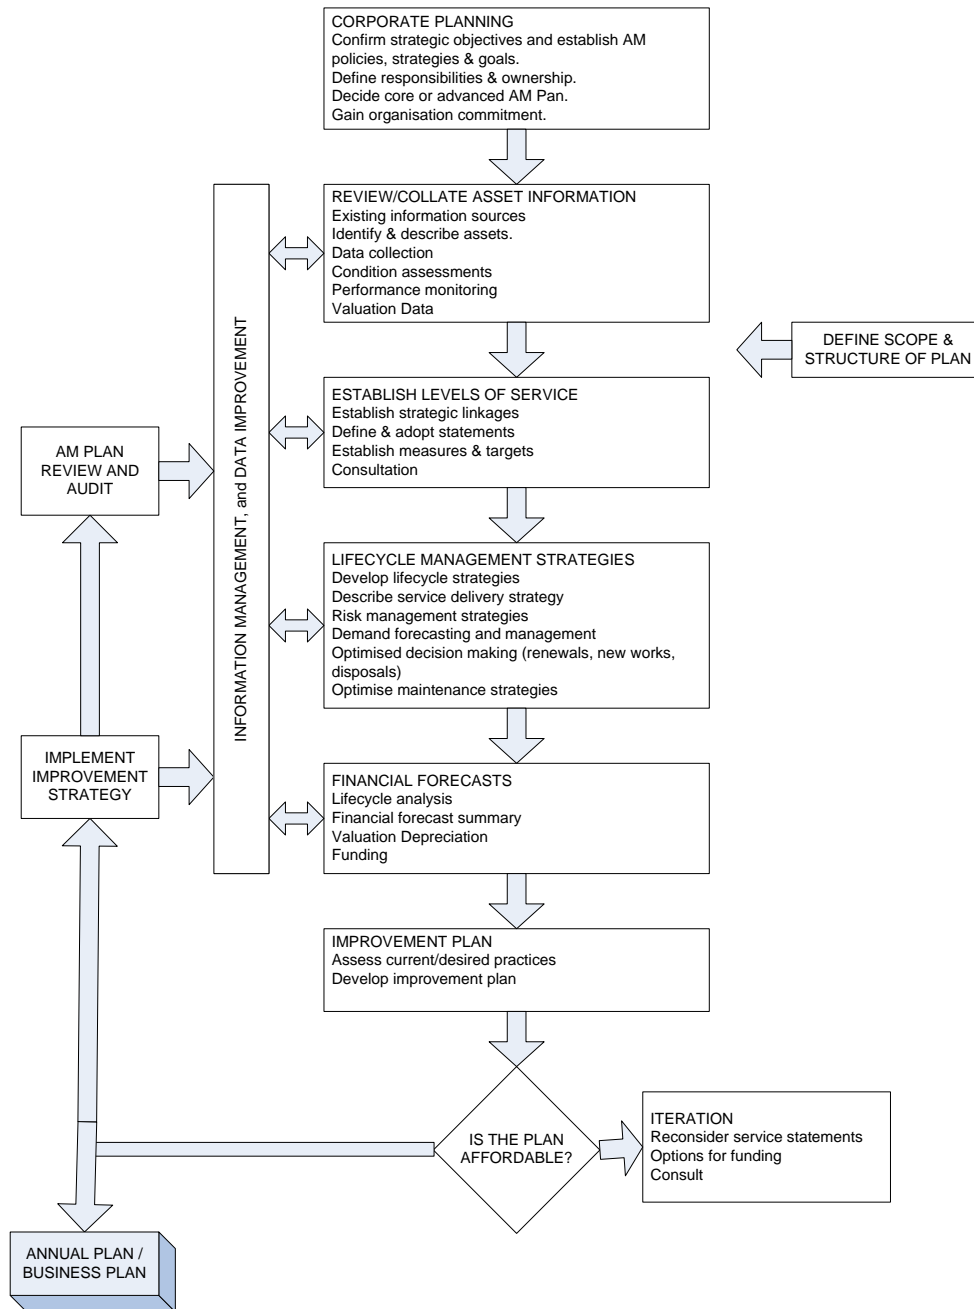 CORPORATE PLANNING
Confirm strategic objectives and establish AM
policies, strategies & goals.
Define responsibilities & ownership.
Decide core or advanced AM Pan.
Gain organisation commitment.
REVIEW/COLLATE ASSET INFORMATION
Existing information sources
Identify & describe assets.
Data collection
Condition assessments
Performance monitoring
Valuation Data
DEFINE SCOPE &
STRUCTURE OF PLAN
INFORMATION MANAGEMENT, and DATA IMPROVEMENT
ESTABLISH LEVELS OF SERVICE
Establish strategic linkages
Define & adopt statements
Establish measures & targets
Consultation
AM PLAN
REVIEW AND
AUDIT
LIFECYCLE MANAGEMENT STRATEGIES
Develop lifecycle strategies
Describe service delivery strategy
Risk management strategies
Demand forecasting and management
Optimised decision making (renewals, new works,
disposals)
Optimise maintenance strategies
IMPLEMENT
IMPROVEMENT
STRATEGY
FINANCIAL FORECASTS
Lifecycle analysis
Financial forecast summary
Valuation Depreciation
Funding
IMPROVEMENT PLAN
Assess current/desired practices
Develop improvement plan
IS THE PLAN
AFFORDABLE?
ITERATION
Reconsider service statements
Options for funding
Consult
ANNUAL PLAN /
BUSINESS PLAN